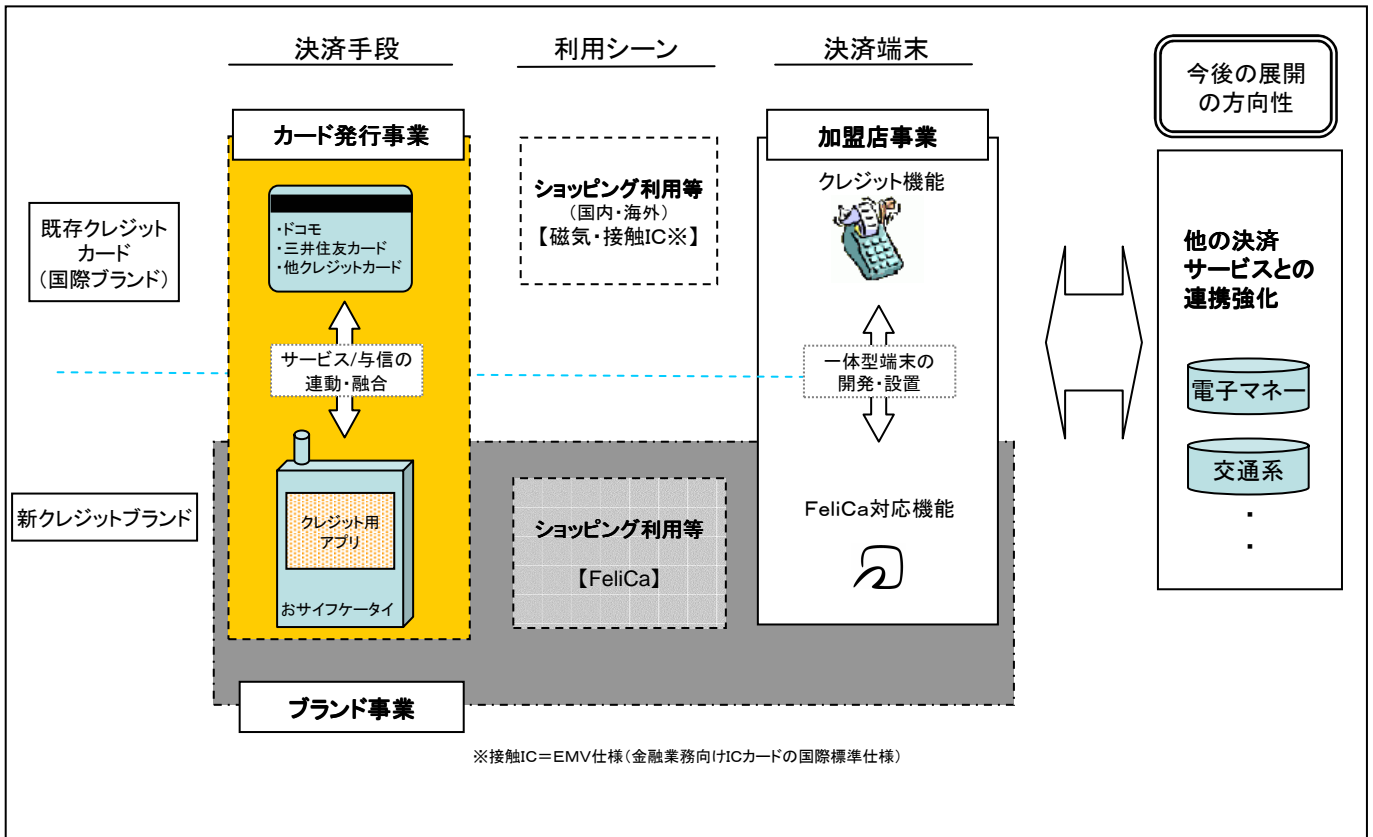 決済手段
利用シーン
決済端末
今後の展開
の方向性
カード発行事業
加盟店事業
既存クレジット
カード
（国際ブランド）
・ドコモ
・三井住友カード
・他クレジットカード
ショッピング利用等
（国内・海外）
【磁気・接触IC※】
クレジット機能
他の決済
サービスとの
連携強化
サービス/与信の
連動・融合
一体型端末の
開発・設置
電子マネー
交通系
・
・
新クレジットブランド
クレジット用
アプリ
おサイフケータイ
ショッピング利用等
【FeliCa】
FeliCa対応機能
ブランド事業
※接触IC＝EMV仕様（金融業務向けICカードの国際標準仕様）